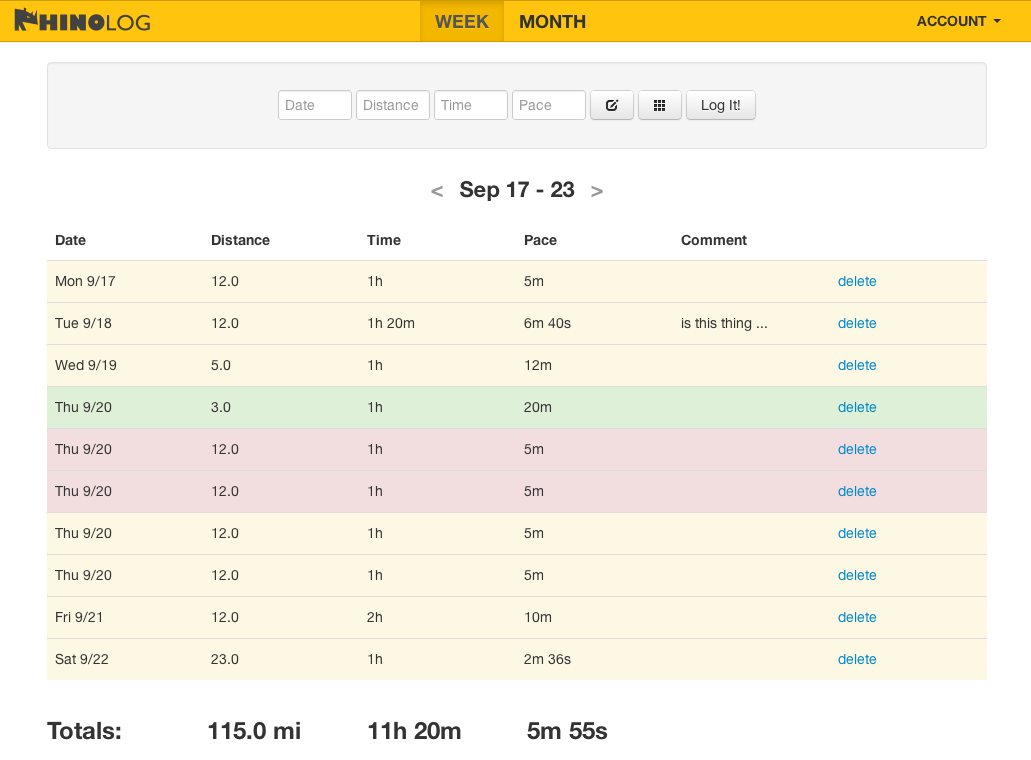 RHINOLOG WEEK MONTH ACCOUNT
Date Distance Time Pace Log It!
< Sep 17 - 23 >
Date Distance Time Pace Comment
Mon 9/17 12.0 1h 5m delete
Tue 9/18 12.0 1h 20m 6m 40s is this thing ... delete
Wed 9/19 5.0 1h 12m delete
Thu 9/20 3.0 1h 20m delete
Thu 9/20 12.0 1h 5m delete
Thu 9/20 12.0 1h 5m delete
Thu 9/20 12.0 1h 5m delete
Thu 9/20 12.0 1h 5m delete
Fri 9/21 12.0 2h 10m delete
Sat 9/22 23.0 1h 2m 36s delete
Totals: 115.0 mi 11h 20m 5m 55s